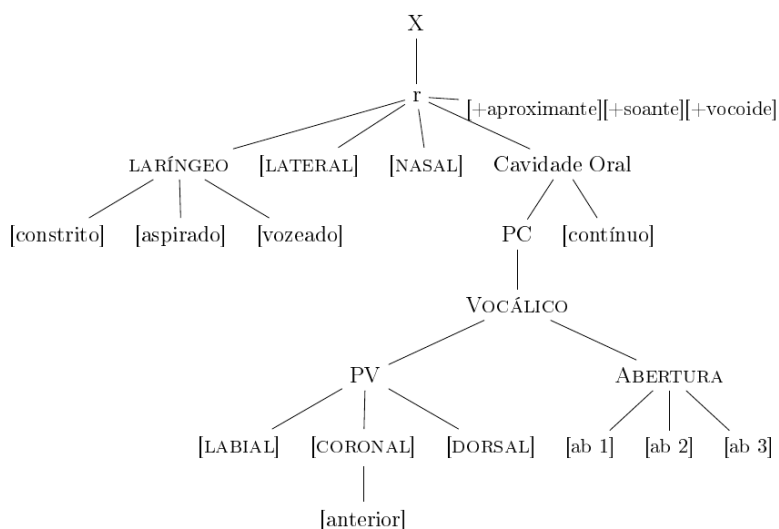 X
r
[+aproximante][+soante][+vocoide]
LARÍNGEO [LATERAL] [NASAL] Cavidade Oral
[constrito] [aspirado] [vozeado] PC [contínuo]
VOCÁLICO
PV ABERTURA
[LABIAL] [CORONAL] [DORSAL] [ab 1] [ab 2] [ab 3]
[anterior]